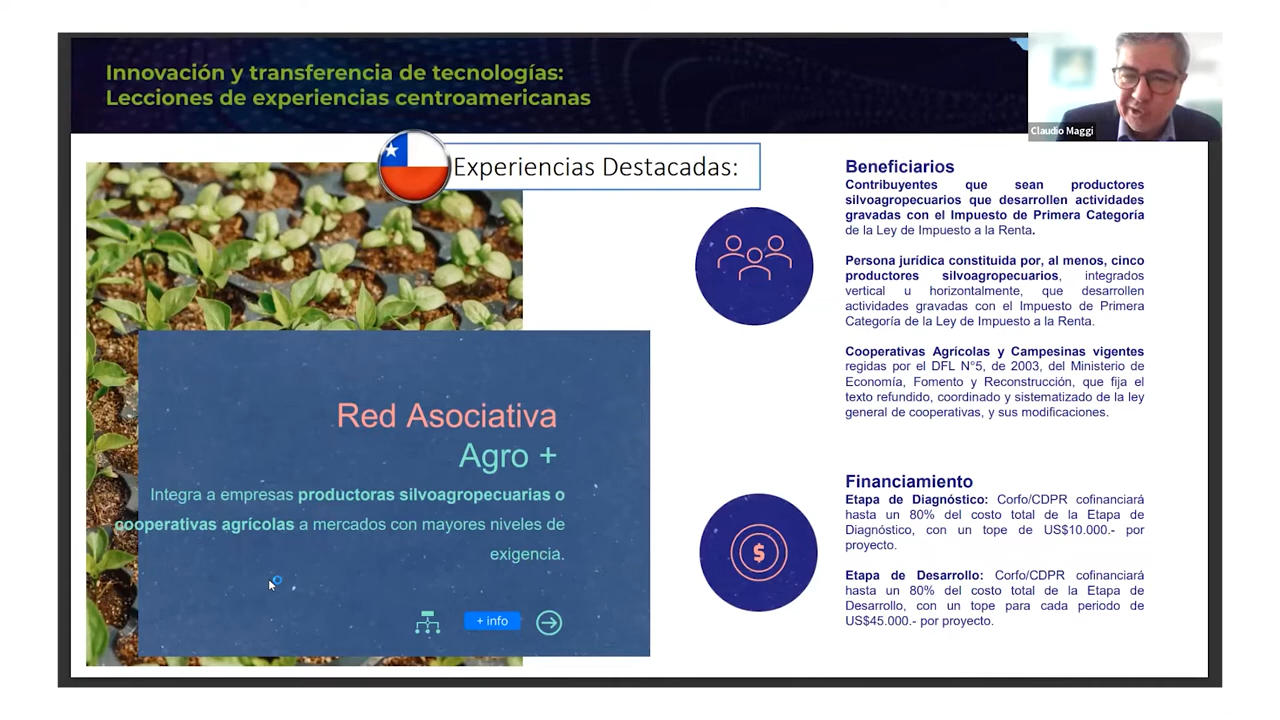 Innovación y transferencia de tecnologías:
Lecciones de experiencias centroamericanas
Claudio Maggi
Experiencias Destacadas:
Red Asociativa
Agro +
Integra a empresas productoras silvoagropecuarias o
cooperativas agrícolas a mercados con mayores niveles de
exigencia.
+ info
Beneficiarios
Contribuyentes que sean productores
silvoagropecuarios que desarrollen actividades
gravadas con el Impuesto de Primera Categoría
de la Ley de Impuesto a la Renta.
Persona jurídica constituida por, al menos, cinco
productores silvoagropecuarios, integrados
vertical u horizontalmente, que desarrollen
actividades gravadas con el Impuesto de Primera
Categoría de la Ley de Impuesto a la Renta.
Cooperativas Agrícolas y Campesinas vigentes
regidas por el DFL N°5, de 2003, del Ministerio de
Economía, Fomento y Reconstrucción, que fija el
texto refundido, coordinado y sistematizado de la ley
general de cooperativas, y sus modificaciones.
$
Financiamiento
Etapa de Diagnóstico: Corfo/CDPR cofinanciará
hasta un 80% del costo total de la Etapa de
Diagnóstico, con un tope de US$10.000.- por
proyecto.
Etapa de Desarrollo: Corfo/CDPR cofinanciará
hasta un 80% del costo total de la Etapa de
Desarrollo, con un tope para cada periodo de
US$45.000.- por proyecto.